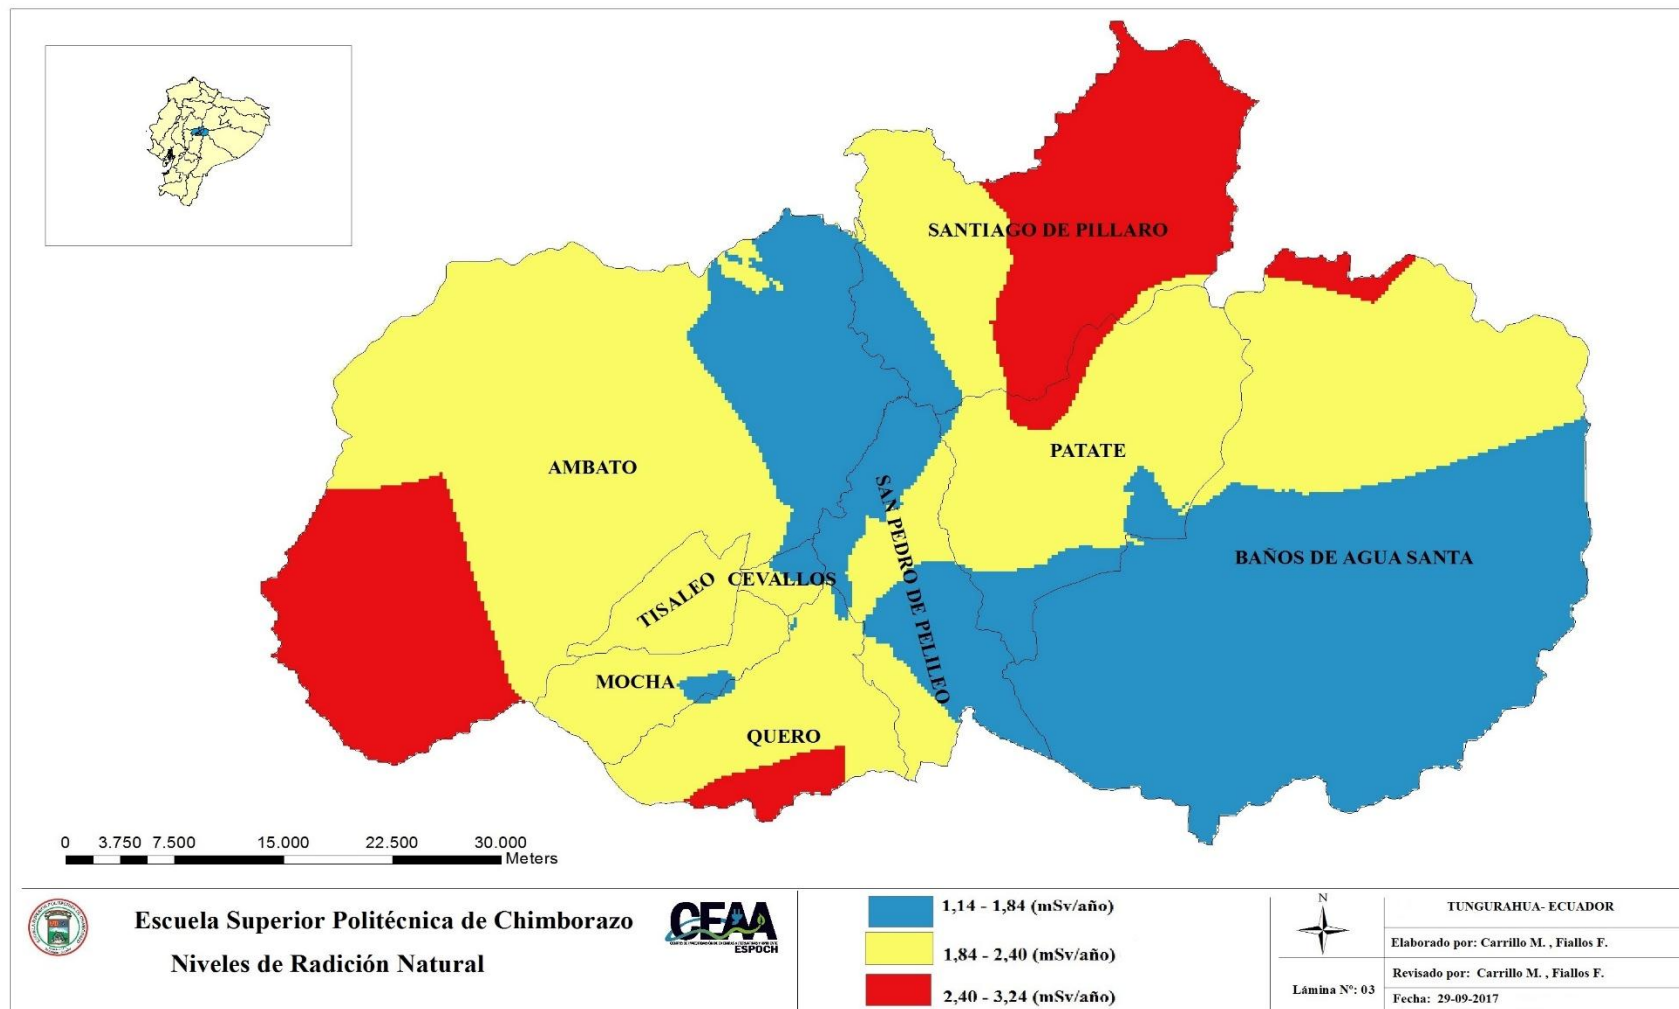 SANTIAGO DE PILLARO
AMBATO
PATATE
SAN PEDRO DE PELILEO
BAÑOS DE AGUA SANTA
TISALEO
CEVALLOS
MOCHA
QUERO
0 3.750 7.500 15.000 22.500 30.000
Meters
Escuela Superior Politécnica de Chimborazo
Niveles de Radición Natural
CEAA
ESPOCH
1,14 - 1,84 (mSv/año)
1,84 - 2,40 (mSv/año)
2,40 - 3,24 (mSv/año)
N
Lámina Nº: 03
TUNGURAHUA- ECUADOR
Elaborado por: Carrillo M. , Fiallos F.
Revisado por: Carrillo M. , Fiallos F.
Fecha: 29-09-2017